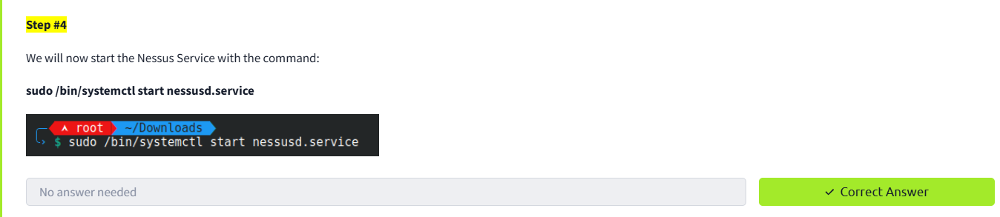 Step #4
We will now start the Nessus Service with the command:
sudo /bin/systemctl start nessusd.service
root ~/Downloads
$ sudo /bin/systemctl start nessusd.service
No answer needed
✓ Correct Answer